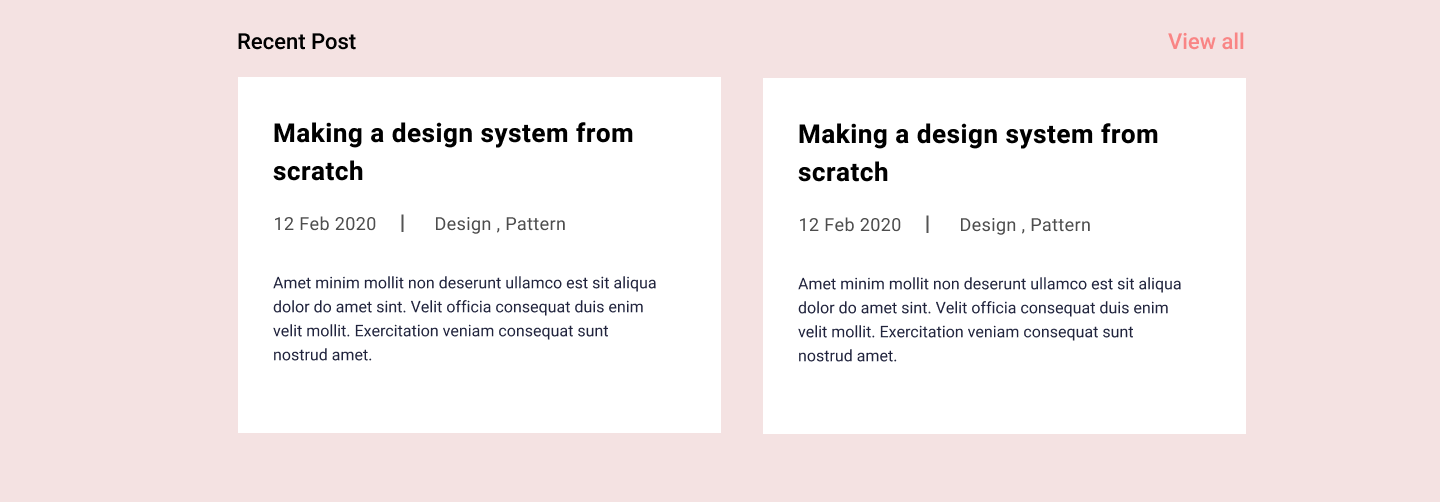 Recent Post
View all
Making a design system from
scratch
12 Feb 2020 | Design , Pattern
Amet minim mollit non deserunt ullamco est sit aliqua
dolor do amet sint. Velit officia consequat duis enim
velit mollit. Exercitation veniam consequat sunt
nostrud amet.
Making a design system from
scratch
12 Feb 2020 | Design , Pattern
Amet minim mollit non deserunt ullamco est sit aliqua
dolor do amet sint. Velit officia consequat duis enim
velit mollit. Exercitation veniam consequat sunt
nostrud amet.